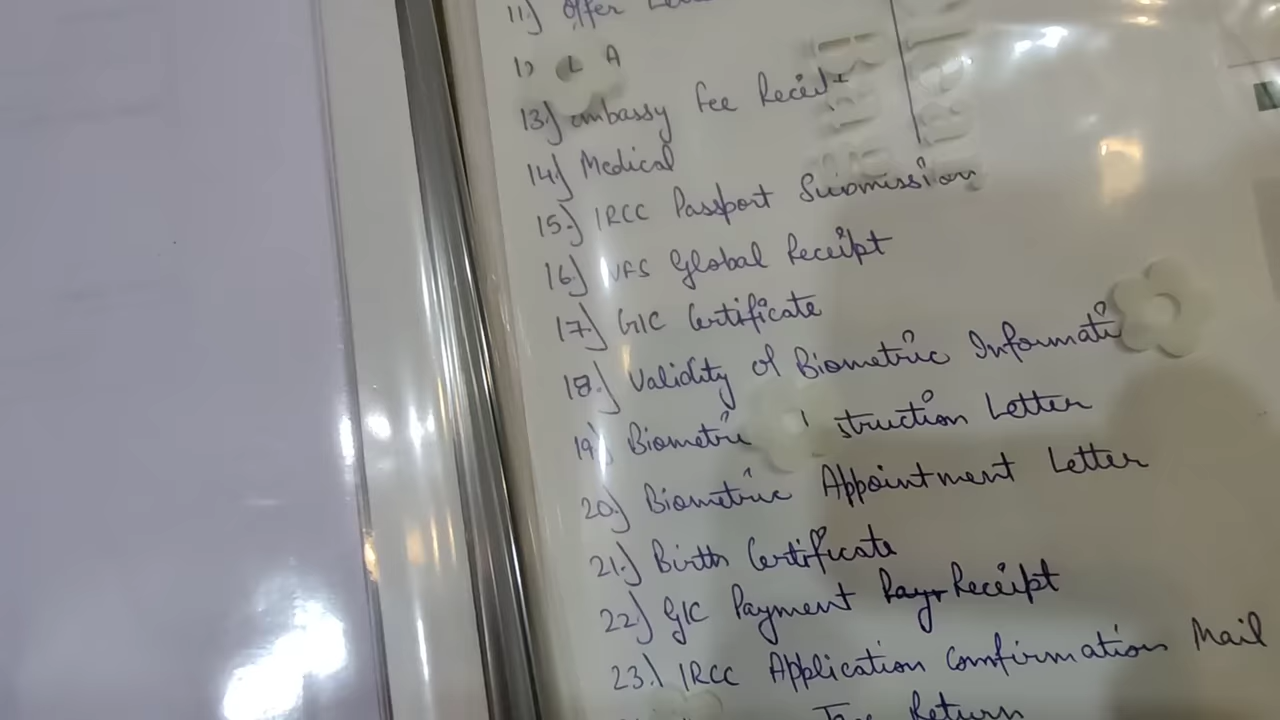 11.) Offer
L A
13.) embassy fee Receipt
14.) Medical
15.) IRCC Passport Submission
16.) VFS Global Receipt
17.) GIC Certificate
18.) Validity of Biometric Informati
19.) Biometric struction Letter
20.) Biometric Appointment Letter
21.) Birth Certificate
22.) GIC Payment Receipt
23.) IRCC Application Comfirmation Mail
Return